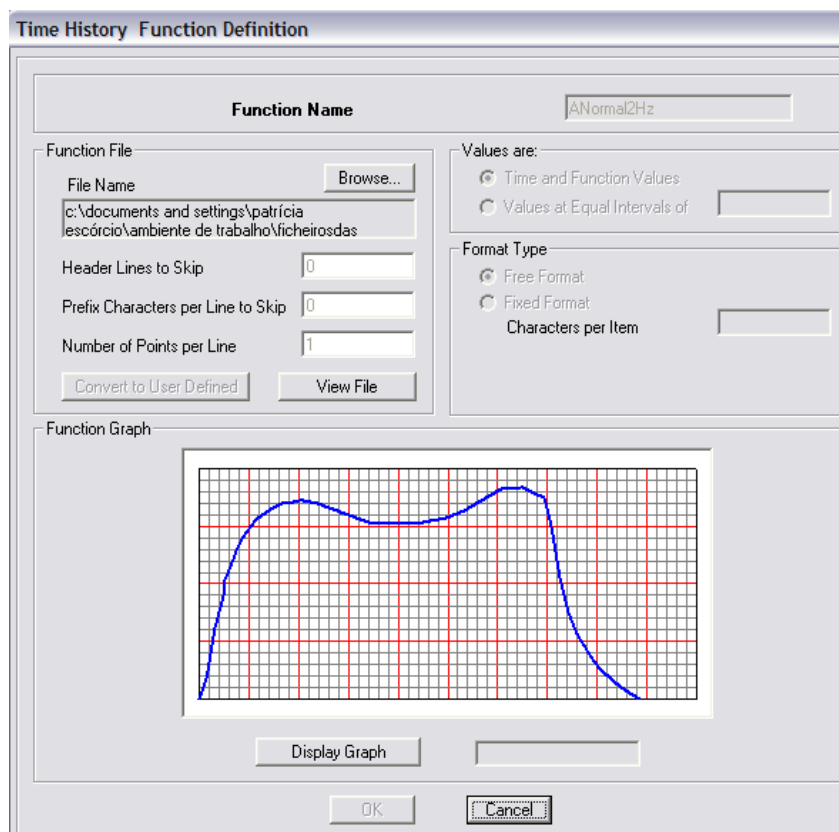 Time History Function Definition
Function Name
ANormal2Hz
Function File
File Name
Browse...
c:\documents and settings\patrícia
escórcio\ambiente de trabalho\ficheirosdas
Header Lines to Skip
0
Prefix Characters per Line to Skip
0
Number of Points per Line
1
Convert to User Defined
View File
Values are:
Time and Function Values
Values at Equal Intervals of
Format Type
Free Format
Fixed Format
Characters per Item
Function Graph
Display Graph
OK
Cancel